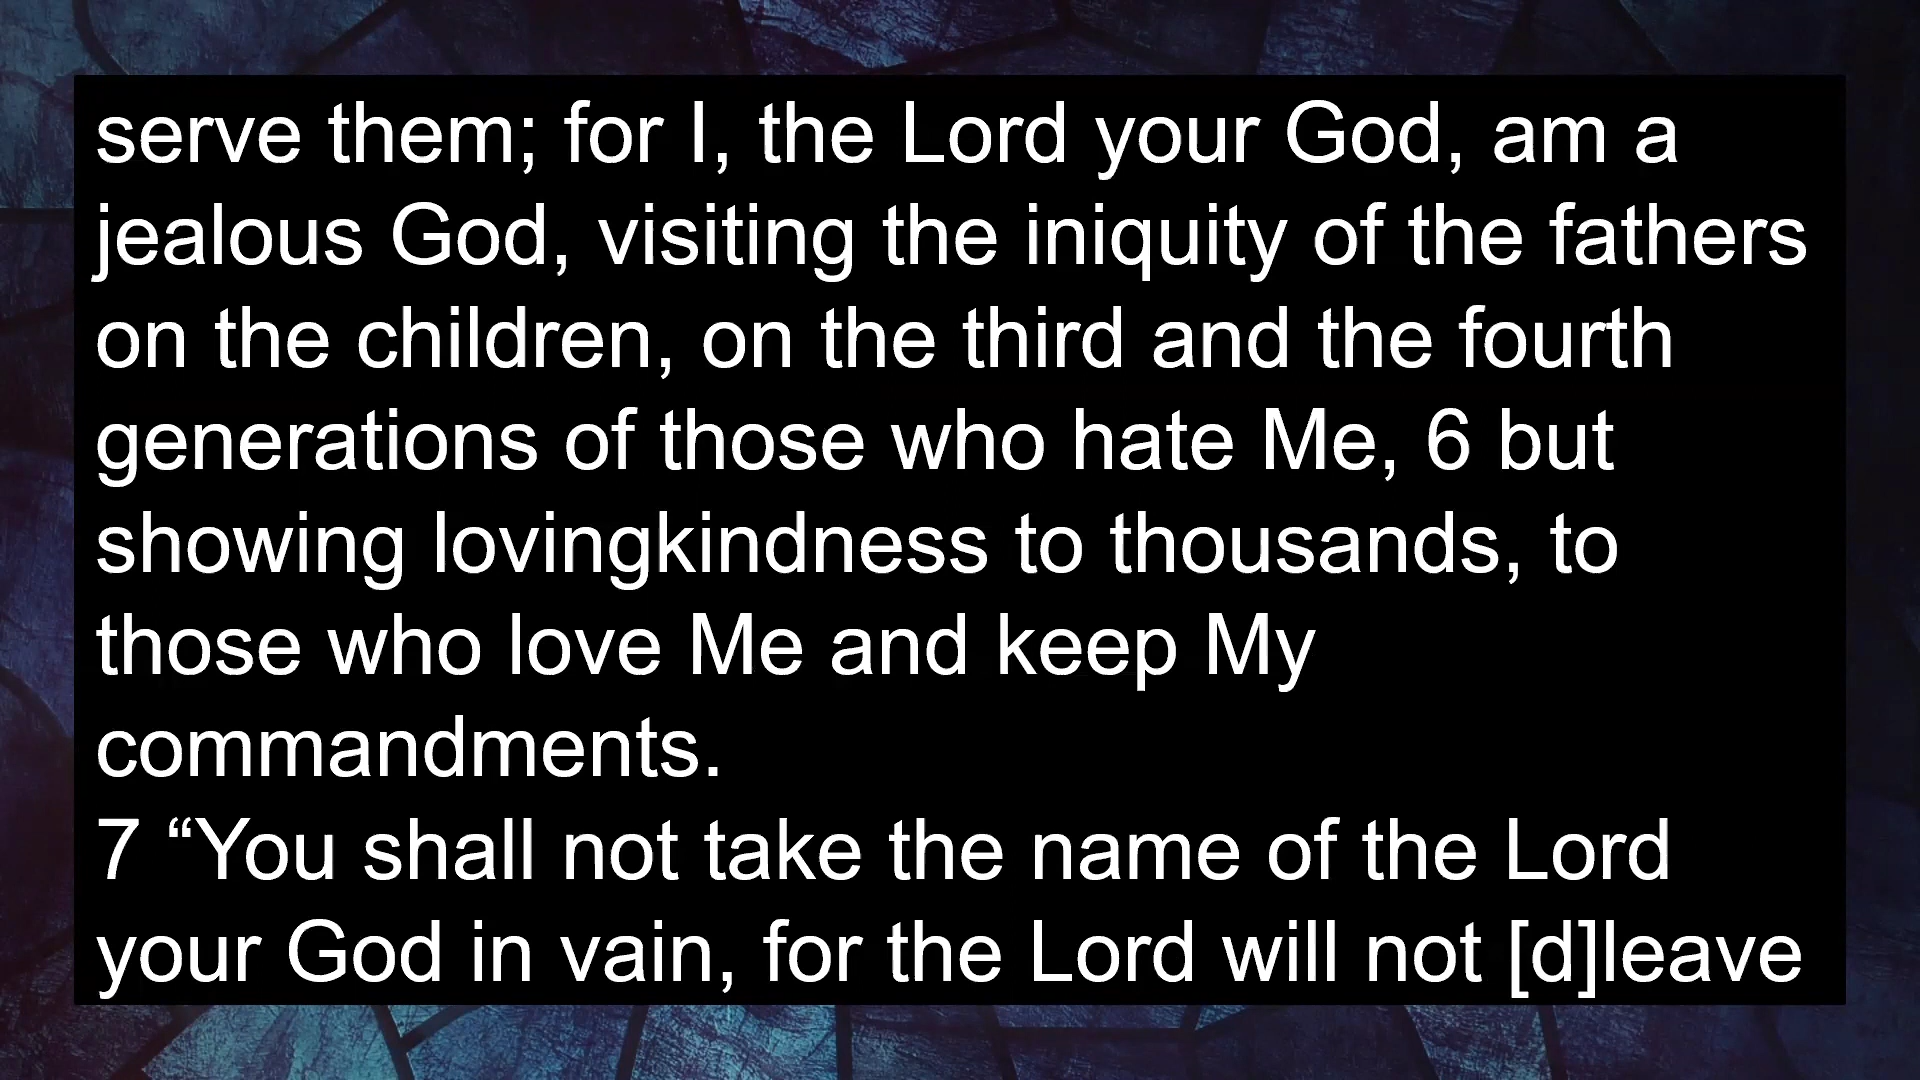 serve them; for I, the Lord your God, am a
jealous God, visiting the iniquity of the fathers
on the children, on the third and the fourth
generations of those who hate Me, 6 but
showing lovingkindness to thousands, to
those who love Me and keep My
commandments.
7 “You shall not take the name of the Lord
your God in vain, for the Lord will not [d]leave